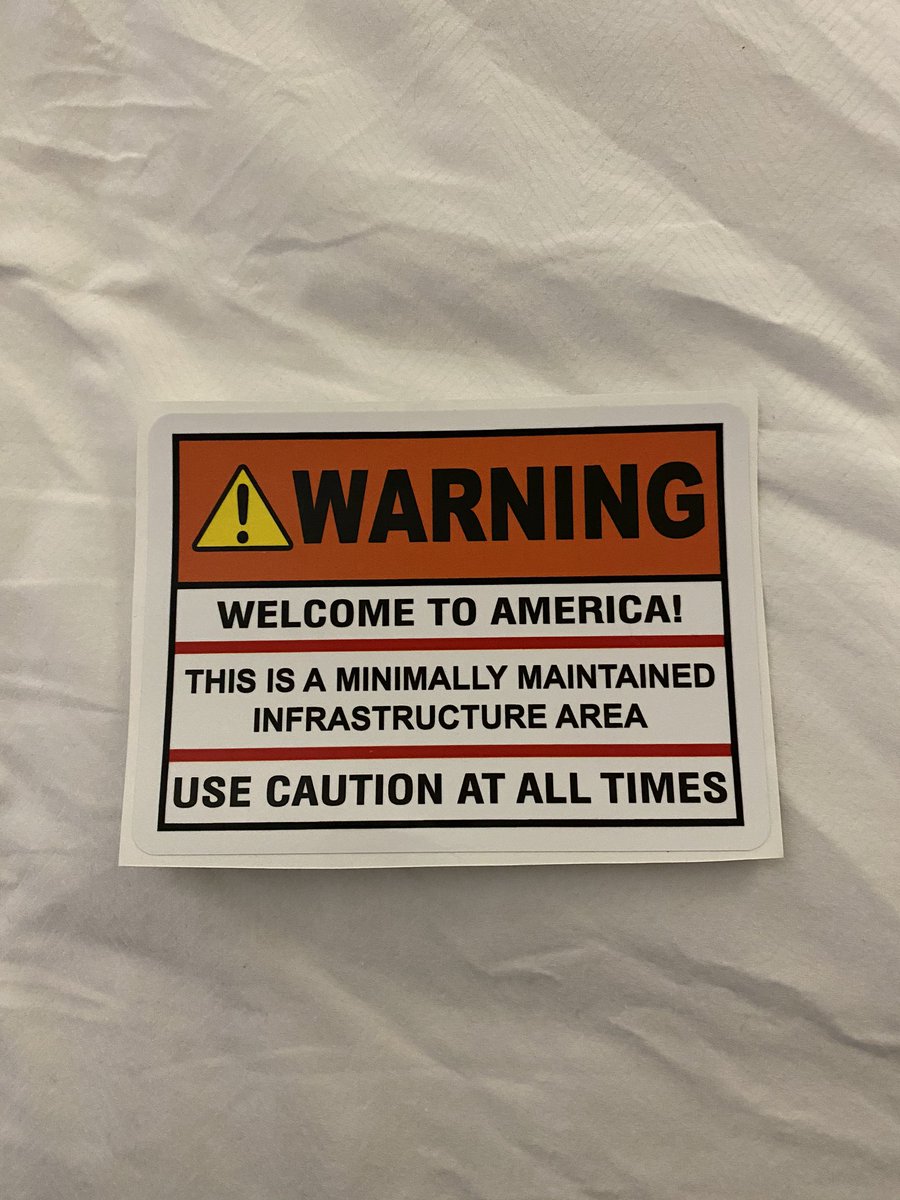 WARNING
WELCOME TO AMERICA!
THIS IS A MINIMALLY MAINTAINED
INFRASTRUCTURE AREA
USE CAUTION AT ALL TIMES